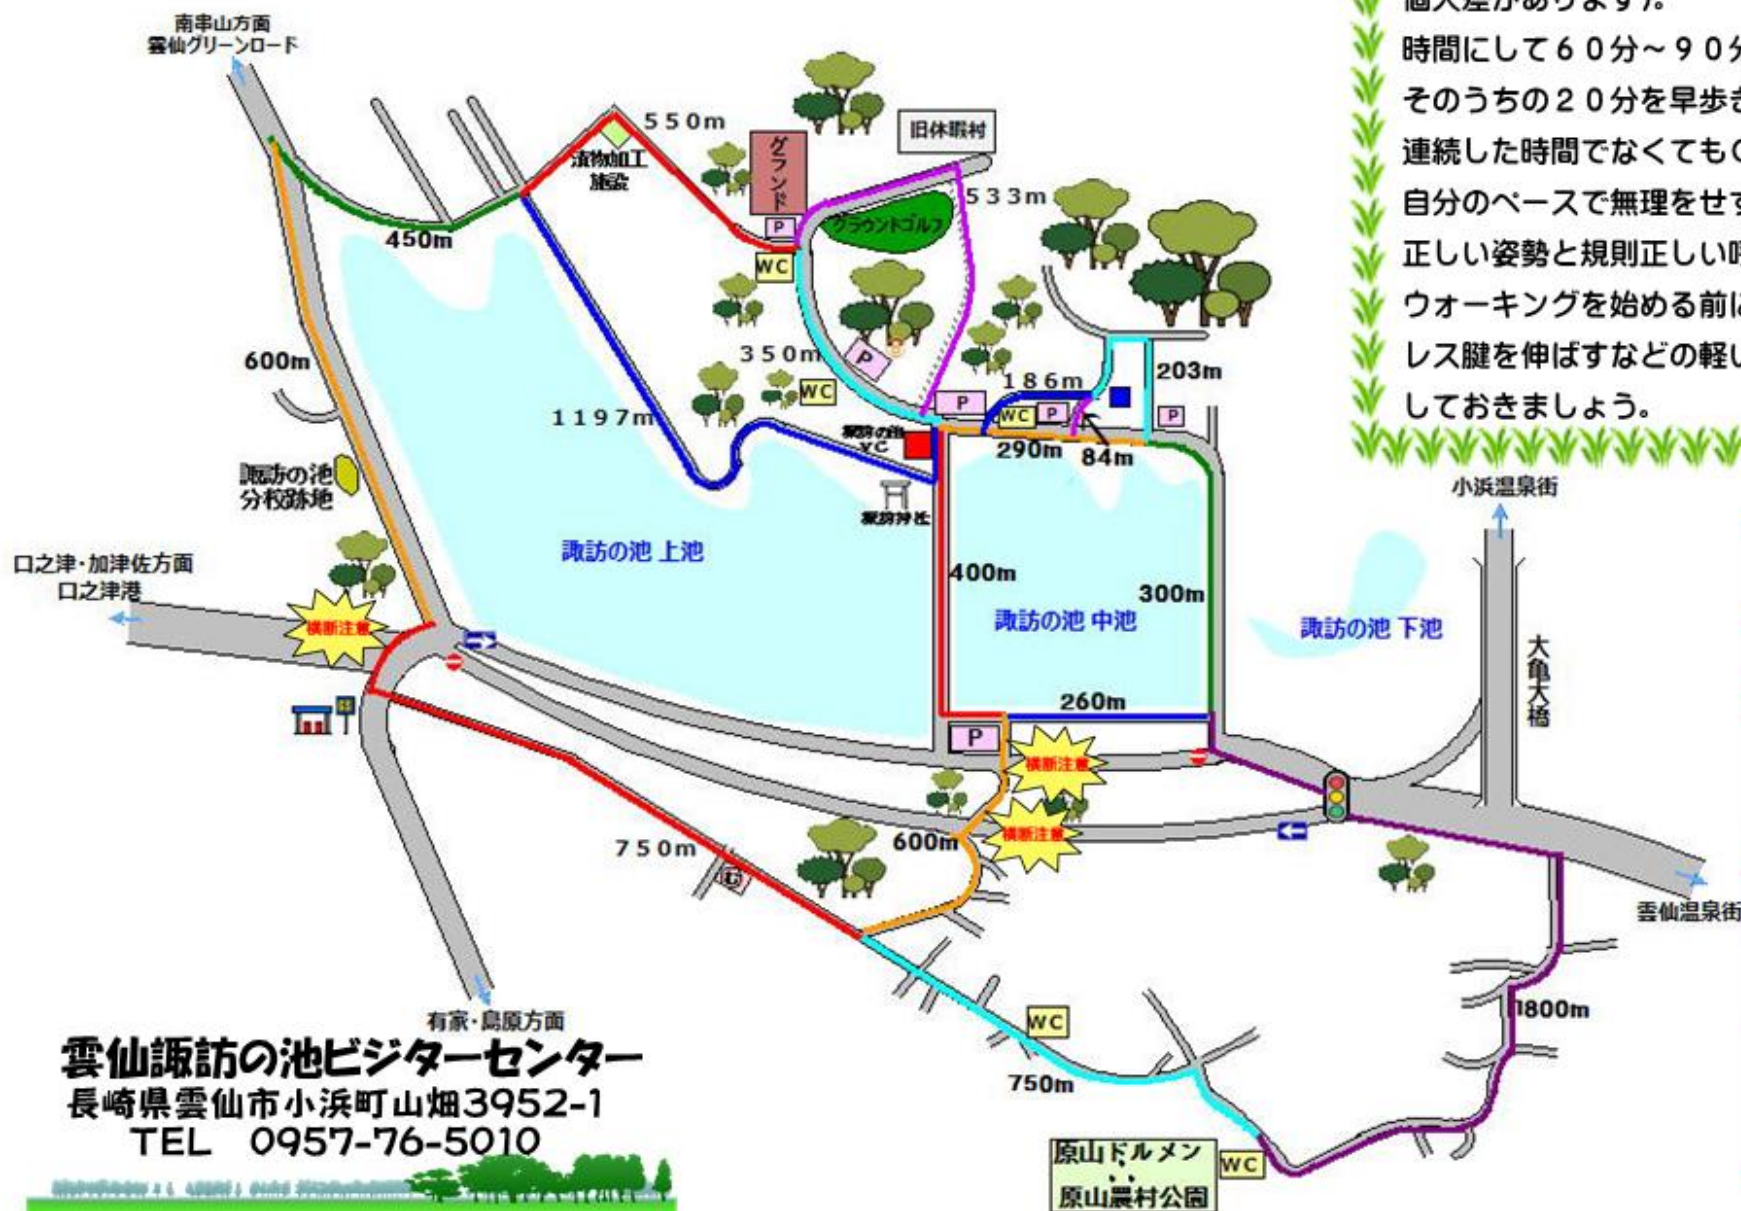 南串山方面
雲仙グリーンロード
個人差があります)。
時間にして60分~90分
そのうちの20分を早歩き
連続した時間でなくても
自分のペースで無理をせず
正しい姿勢と規則正しい
ウォーキングを始める前に
レス腱を伸ばすなどの軽い
しておきましょう。
550m
漬物加工
施設
グランド
旧休暇村
P
WC
グラウンドゴルフ
533m
450m
600m
350m
P
WC
1197m
186m
203m
P
WC
P
P
諏訪の池
VC
290m
84m
諏訪神社
諏訪の池
分校跡地
諏訪の池 上池
400m
諏訪の池 中池
300m
諏訪の池 下池
小浜温泉街
大亀大橋
口之津・加津佐方面
口之津港
横断注意
260m
P
横断注意
横断注意
600m
750m
雲仙温泉街
有家・島原方面
WC
750m
1800m
原山ドルメン
原山農村公園
WC
雲仙諏訪の池ビジターセンター
長崎県雲仙市小浜町山畑3952-1
TEL 0957-76-5010